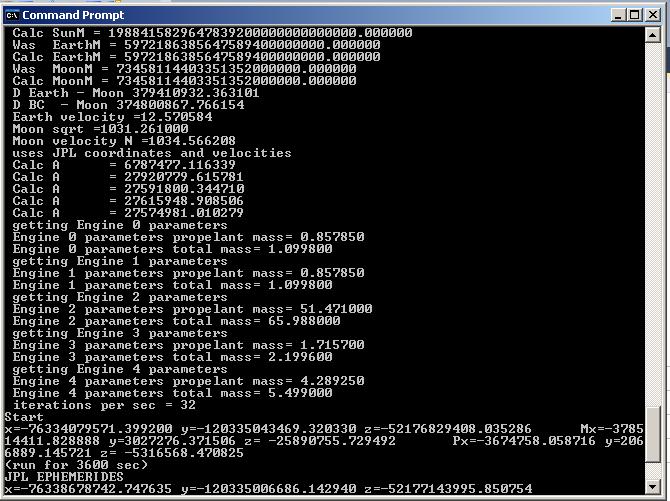 Command Prompt
Calc SunM = 1988415829647839200000000000000.000000
Was  EarthM = 5972186385647589400000000.000000
Calc EarthM = 5972186385647589400000000.000000
Was  MoonM = 73458114403351352000000.000000
Calc MoonM = 73458114403351352000000.000000
D Earth - Moon 379410932.363101
D BC  - Moon 374800867.766154
Earth velocity =12.570584
Moon sqrt =1031.261000
Moon velocity N =1034.566208
uses JPL coordinates and velocities
Calc A      = 6787477.116339
Calc A      = 27920779.615781
Calc A      = 27591800.344710
Calc A      = 27615948.908506
Calc A      = 27574981.010279
getting Engine 0 parameters
Engine 0 parameters propelant mass= 0.857850
Engine 0 parameters total mass= 1.099800
getting Engine 1 parameters
Engine 1 parameters propelant mass= 0.857850
Engine 1 parameters total mass= 1.099800
getting Engine 2 parameters
Engine 2 parameters propelant mass= 51.471000
Engine 2 parameters total mass= 65.988000
getting Engine 3 parameters
Engine 3 parameters propelant mass= 1.715700
Engine 3 parameters total mass= 2.199600
getting Engine 4 parameters
Engine 4 parameters propelant mass= 4.289250
Engine 4 parameters total mass= 5.499000
iterations per sec = 32
Start
x=-76334079571.399200 y=-120335043469.320330 z=-52176829408.035286      Mx=-3785
14411.828888 y=3027276.371506 z= -25890755.729492       Px=-3674758.058716 y=206
6889.145721 z= -5316568.470825
(run for 3600 sec)
JPL EPHEMERIDES
x=-76338678742.747635 y=-120335006686.142940 z=-52177143995.850754